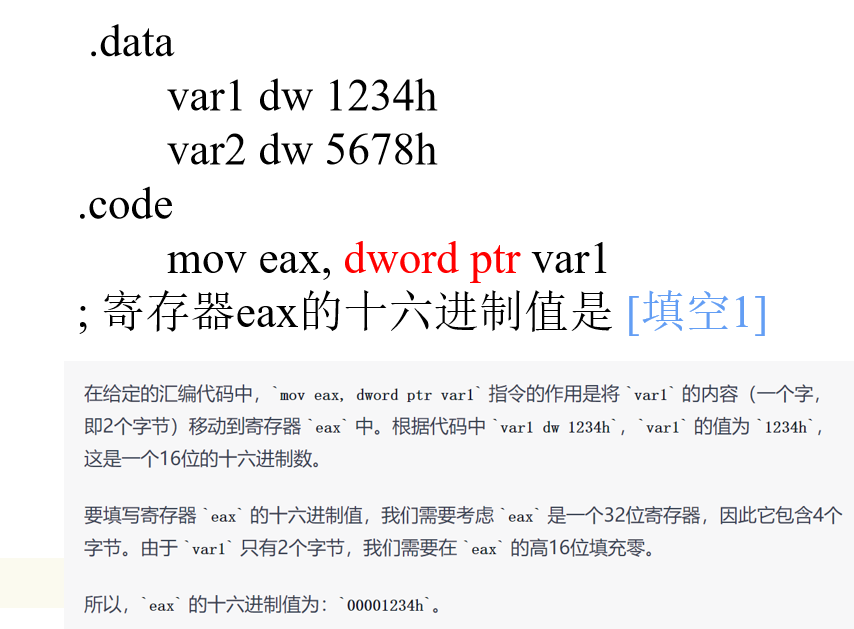 .data
var1 dw 1234h
var2 dw 5678h
.code
mov eax, dword ptr var1
; 寄存器eax的十六进制值是 [填空1]
在给定的汇编代码中，`mov eax, dword ptr var1` 指令的作用是将 `var1` 的内容（一个字，
即2个字节）移动到寄存器 `eax` 中。根据代码中 `var1 dw 1234h`，`var1` 的值为 `1234h`，
这是一个16位的十六进制数。
要填写寄存器 `eax` 的十六进制值，我们需要考虑 `eax` 是一个32位寄存器，因此它包含4个
字节。由于 `var1` 只有2个字节，我们需要在 `eax` 的高16位填充零。
所以，`eax` 的十六进制值为：`00001234h`。